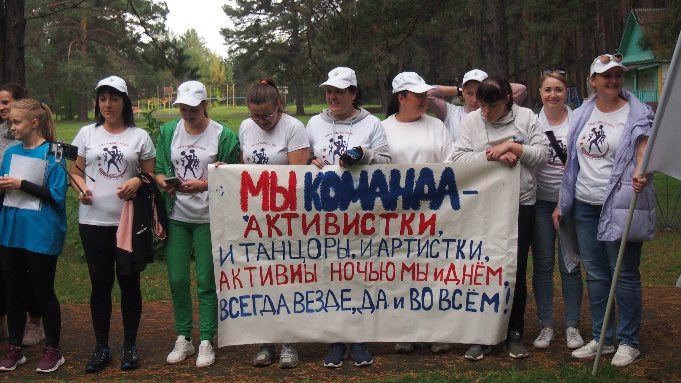 МЫ КОМАНДА -
АКТИВИСТКИ,
И ТАНЦОРЫ, И АРТИСТКИ,
АКТИВНЫ НОЧЬЮ МЫ И ДНЁМ,
ВСЕГДА ВЕЗДЕ, ДА И ВО ВСЁМ!